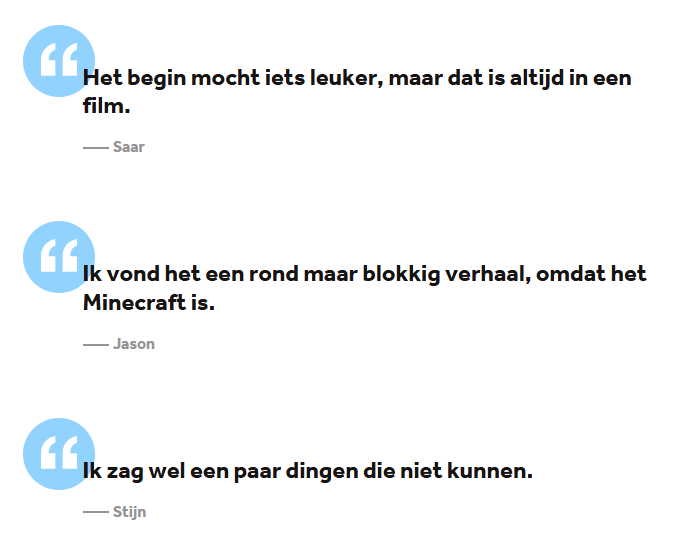 Het begin mocht iets leuker, maar dat is altijd in een
film.
— Saar
Ik vond het een rond maar blokkig verhaal, omdat het
Minecraft is.
— Jason
Ik zag wel een paar dingen die niet kunnen.
— Stijn